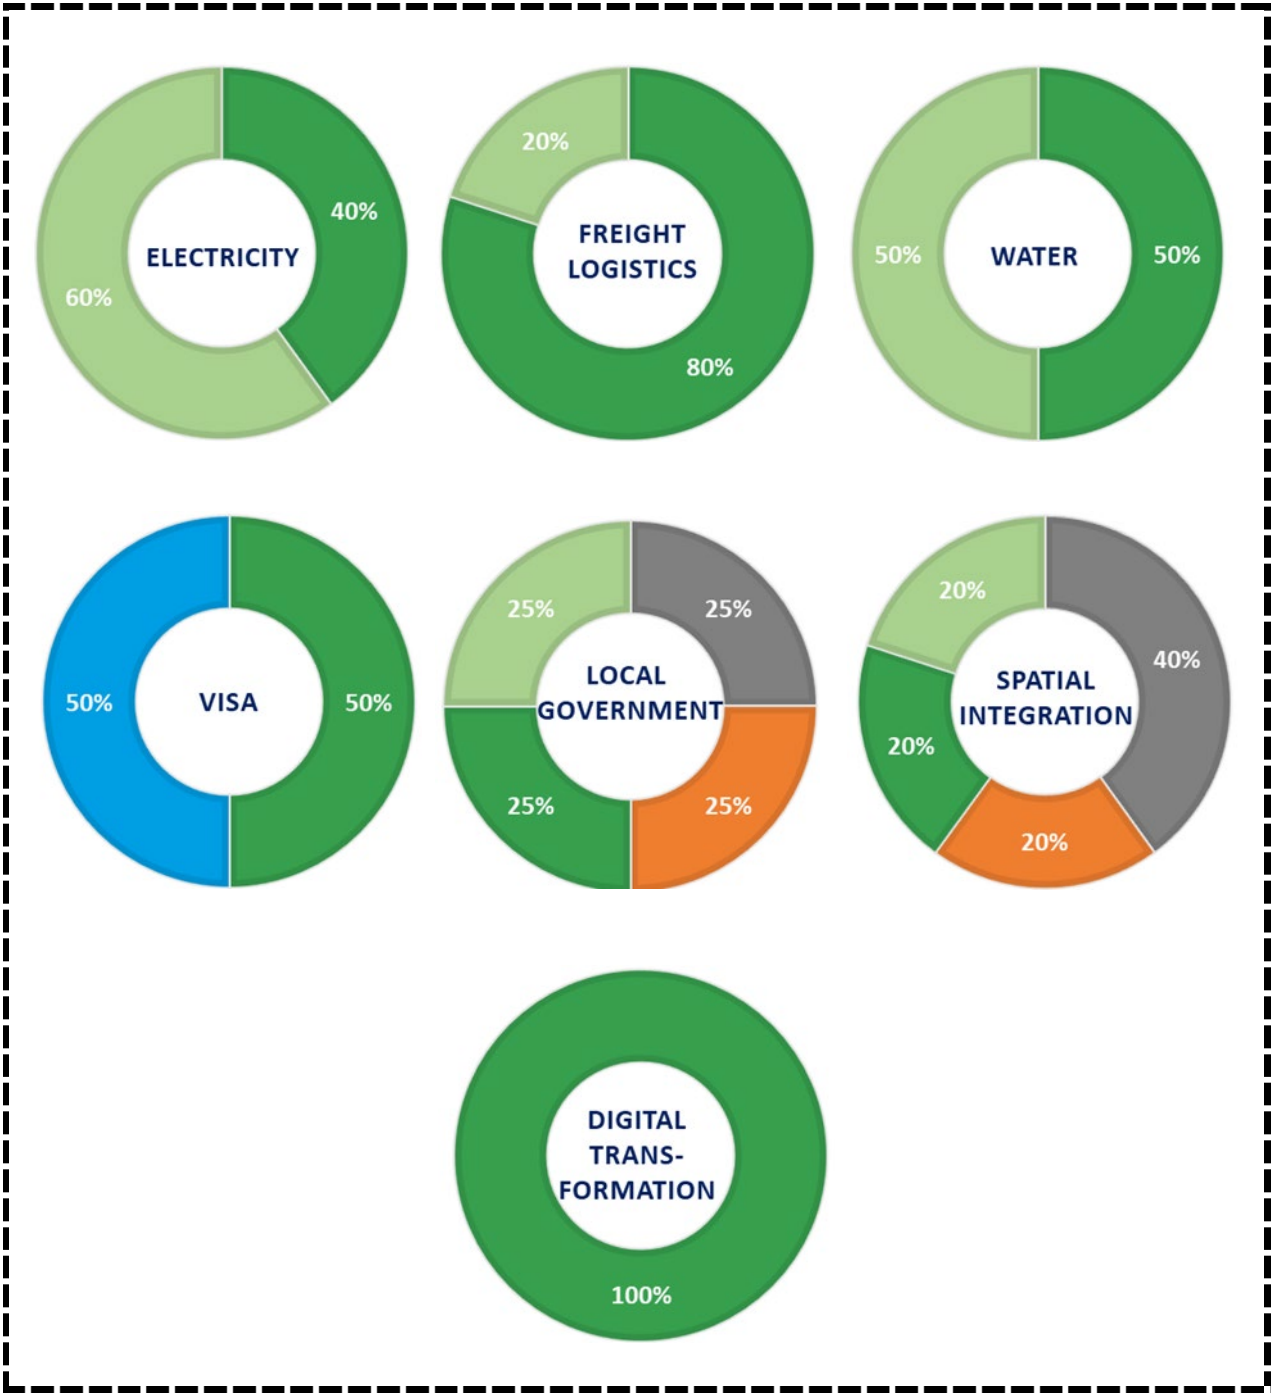 20%
40%
60%
ELECTRICITY
FREIGHT
LOGISTICS
80%
50%
WATER
50%
50%
VISA
50%
25%
25%
LOCAL
GOVERNMENT
25%
25%
20%
40%
SPATIAL
INTEGRATION
20%
20%
DIGITAL
TRANS-
FORMATION
100%